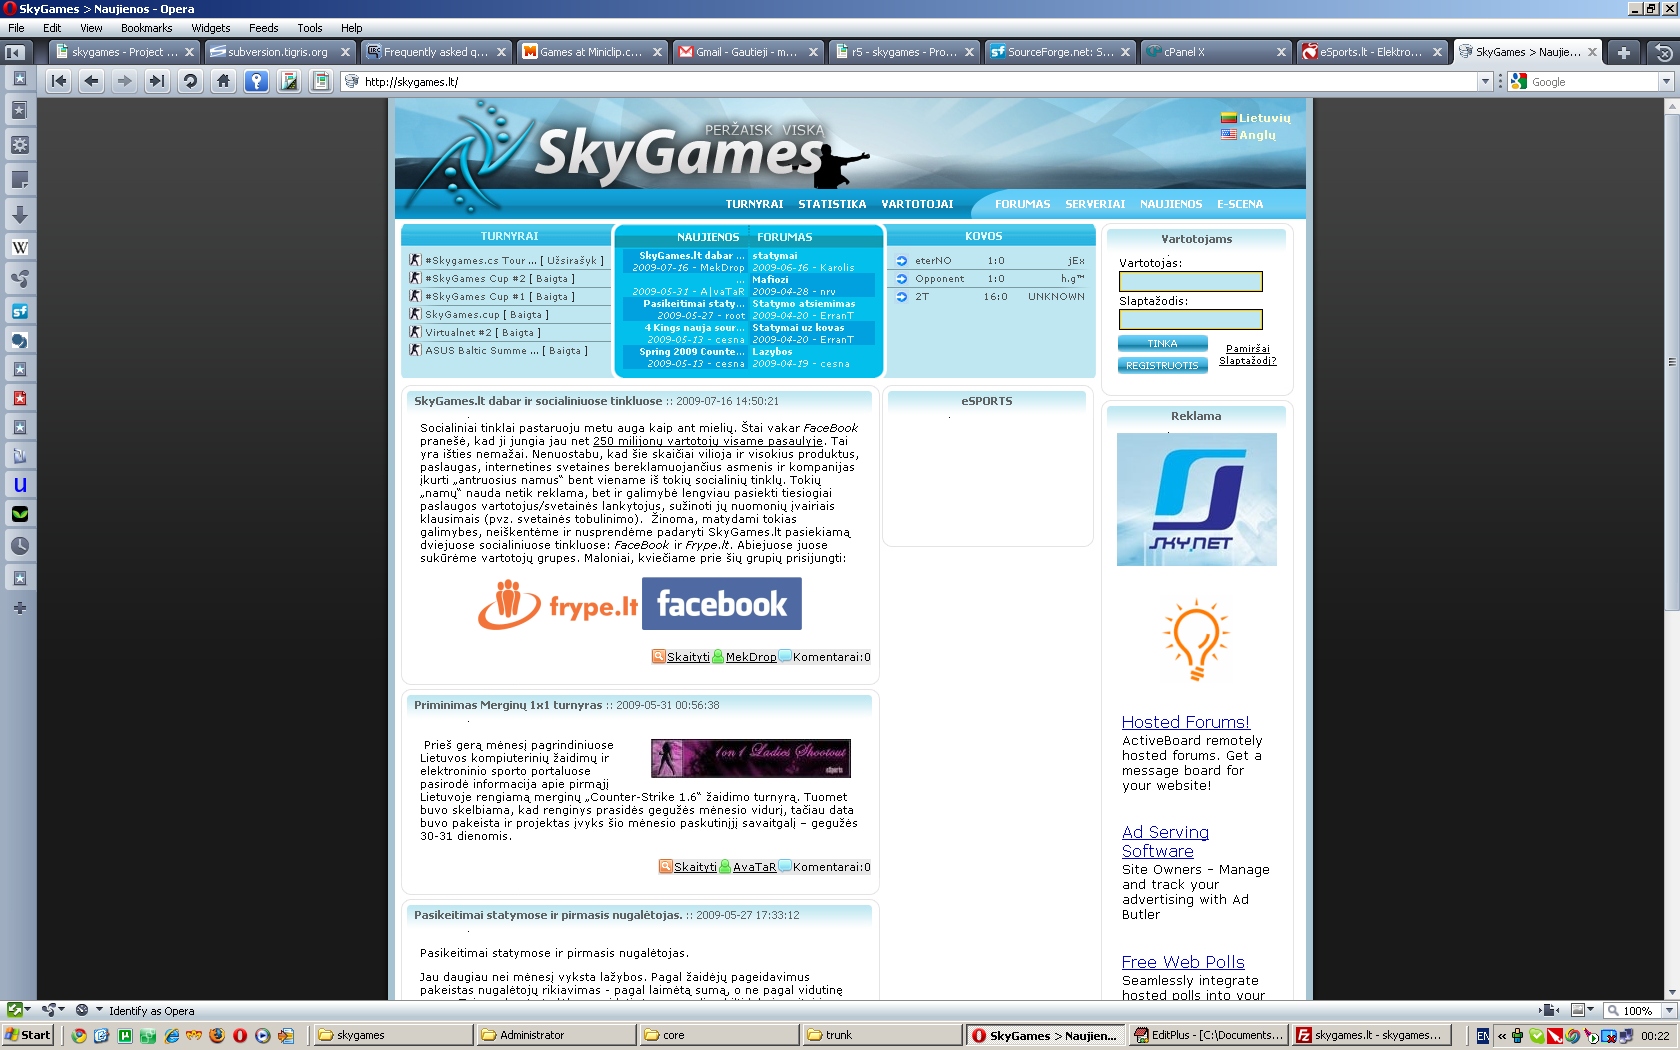 SkyGames > Naujienos - Opera
File Edit View Bookmarks Widgets Feeds Tools Help
skygames - Project ... subversion.tigris.org Frequently asked q... Games at Miniclip.c... Gmail - Gautieji - m... r5 - skygames - Pro... SourceForge.net: S... cPanel X eSports.lt - Elektro... SkyGames > Naujie...
http://skygames.lt/ Google
PERŽAISK VISKA
SkyGames
Lietuvių
Anglų
TURNYRAI STATISTIKA VARTOTOJAI FORUMAS SERVERIAI NAUJIENOS E-SCENA
TURNYRAI
#Skygames.cs Tour ... [ Užsirašyk ]
#SkyGames Cup #2 [ Baigta ]
#SkyGames Cup #1 [ Baigta ]
SkyGames.cup [ Baigta ]
Virtualnet #2 [ Baigta ]
ASUS Baltic Summe ... [ Baigta ]
NAUJIENOS
SkyGames.lt dabar ...
2009-07-16 - MekDrop
...
2009-05-31 - A|vaTaR
Pasikeitimai staty...
2009-05-27 - root
4 Kings nauja sour...
2009-05-13 - cesna
Spring 2009 Counte...
2009-05-13 - cesna
FORUMAS
statymai
2009-06-16 - Karolis
Mafiozi
2009-04-28 - nrv
Statymo atsiemimas
2009-04-20 - ErranT
Statymai uz kovas
2009-04-20 - ErranT
Lazybos
2009-04-19 - cesna
KOVOS
eterNO 1:0 jEx
Opponent 1:0 h.g™
2T 16:0 UNKNOWN
Vartotojams
Vartotojas:
Slaptažodis:
TINKA
REGISTRUOTIS
Pamiršai
Slaptažodį?
SkyGames.lt dabar ir socialiniuose tinkluose :: 2009-07-16 14:50:21
Socialiniai tinklai pastaruoju metu auga kaip ant mielių. Štai vakar FaceBook
pranešė, kad ji jungia jau net 250 milijonų vartotojų visame pasaulyje. Tai
yra išties nemažai. Nenuostabu, kad šie skaičiai vilioja ir visokius produktus,
paslaugas, internetines svetaines bereklamuojančius asmenis ir kompanijas
įkurti „antruosius namus“ bent viename iš tokių socialinių tinklų. Tokių
„namų“ nauda netik reklama, bet ir galimybė lengviau pasiekti tiesiogiai
paslaugos vartotojus/svetainės lankytojus, sužinoti jų nuomonių įvairiais
klausimais (pvz. svetainės tobulinimo). Žinoma, matydami tokias
galimybes, neiškentėme ir nusprendėme padaryti SkyGames.lt pasiekiamą
dviejuose socialiniuose tinkluose: FaceBook ir Frype.lt. Abiejuose juose
sukūrėme vartotojų grupes. Maloniai, kviečiame prie šių grupių prisijungti:
frype.lt facebook
Skaityti MekDrop Komentarai:0
eSPORTS
Reklama
SKY.NET
Hosted Forums!
ActiveBoard remotely
hosted forums. Get a
message board for
your website!
Ad Serving
Software
Site Owners - Manage
and track your
advertising with Ad
Butler
Free Web Polls
Seamlessly integrate
hosted polls into your
Priminimas Merginų 1x1 turnyras :: 2009-05-31 00:56:38
1on1 Ladies Shootout
eSports
Prieš gerą mėnesį pagrindiniuose
Lietuvos kompiuterinių žaidimų ir
elektroninio sporto portaluose
pasirodė informacija apie pirmąjį
Lietuvoje rengiamą merginų „Counter-Strike 1.6“ žaidimo turnyrą. Tuomet
buvo skelbiama, kad renginys prasidės gegužės mėnesio vidurį, tačiau data
buvo pakeista ir projektas įvyks šio mėnesio paskutinįjį savaitgalį – gegužės
30-31 dienomis.
Skaityti AvaTaR Komentarai:0
Pasikeitimai statymose ir pirmasis nugalėtojas. :: 2009-05-27 17:33:12
Pasikeitimai statymose ir pirmasis nugalėtojas.
Jau daugiau nei mėnesį vyksta lažybos. Pagal žaidėjų pageidavimus
pakeistas nugalėtojų rikiavimas - pagal laimėtą sumą, o ne pagal vidutinę
Identify as Opera 100%
Start skygames Administrator core trunk SkyGames > Naujien... EditPlus - [C:\Documents... skygames.lt - skygames... EN 00:22